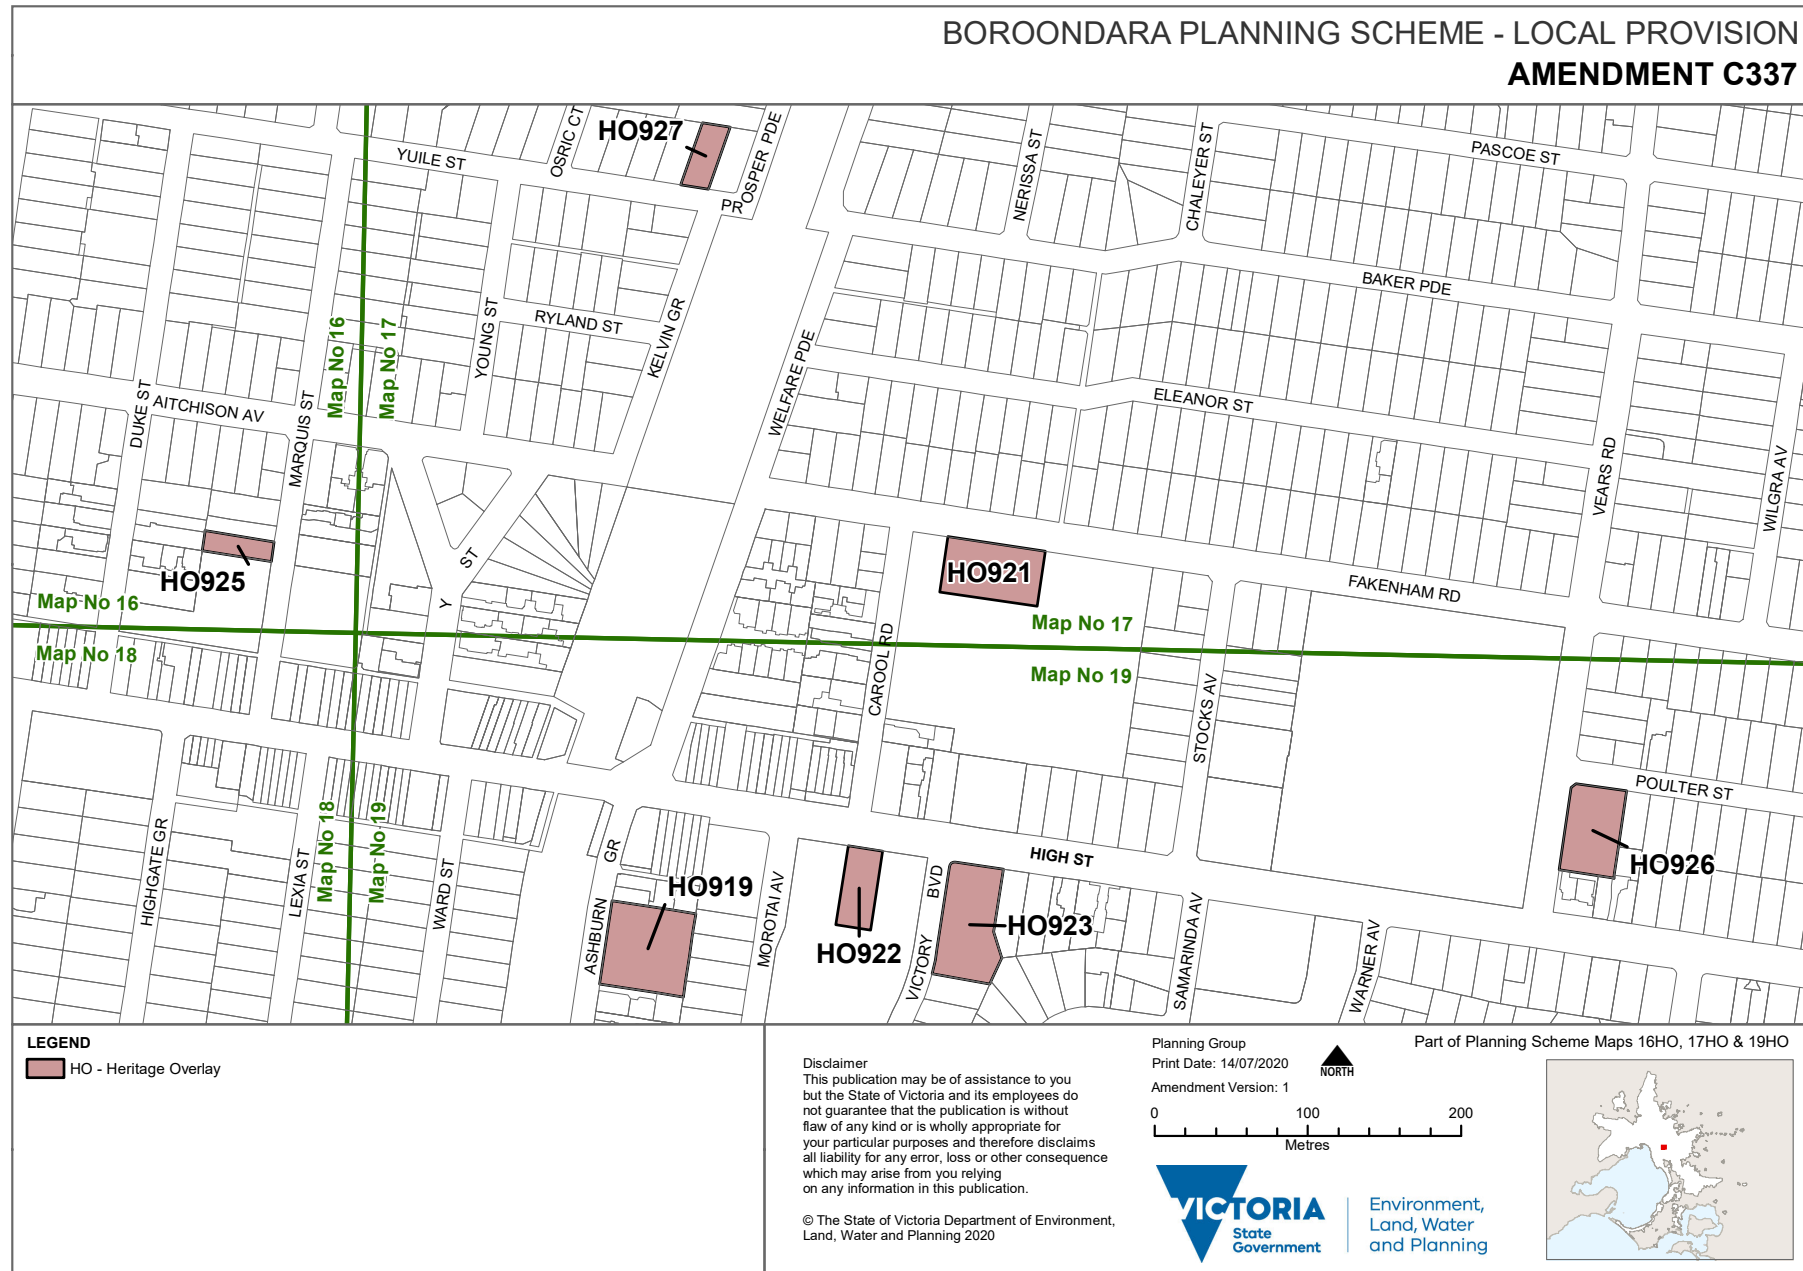 BOROONDARA PLANNING SCHEME - LOCAL PROVISION
AMENDMENT C337
HO927
OSRIC CT
PROSPER PDE
YUILE ST
NERISSA ST
CHALEYER ST
PASCOE ST
BAKER PDE
RYLAND ST
YOUNG ST
KELVIN GR
WELFARE PDE
Map No 16
Map No 17
DUKE ST
AITCHISON AV
MARQUIS ST
ELEANOR ST
VEARS RD
WILGRA AV
HO925
Y ST
HO921
FAKENHAM RD
Map No 16
Map No 18
Map No 17
Map No 19
CAROOL RD
STOCKS AV
POULTER ST
Map No 18
Map No 19
HIGHGATE GR
LEXIA ST
WARD ST
ASHBURN GR
HO919
MOROTAI AV
HO922
VICTORY BVD
HIGH ST
HO923
SAMARINDA AV
WARNER AV
HO926
LEGEND
HO - Heritage Overlay
Disclaimer
This publication may be of assistance to you
but the State of Victoria and its employees do
not guarantee that the publication is without
flaw of any kind or is wholly appropriate for
your particular purposes and therefore disclaims
all liability for any error, loss or other consequence
which may arise from you relying
on any information in this publication.
© The State of Victoria Department of Environment,
Land, Water and Planning 2020
Planning Group
Print Date: 14/07/2020
Amendment Version: 1
NORTH
0 100 200
Metres
VICTORIA
State
Government
Environment,
Land, Water
and Planning
Part of Planning Scheme Maps 16HO, 17HO & 19HO